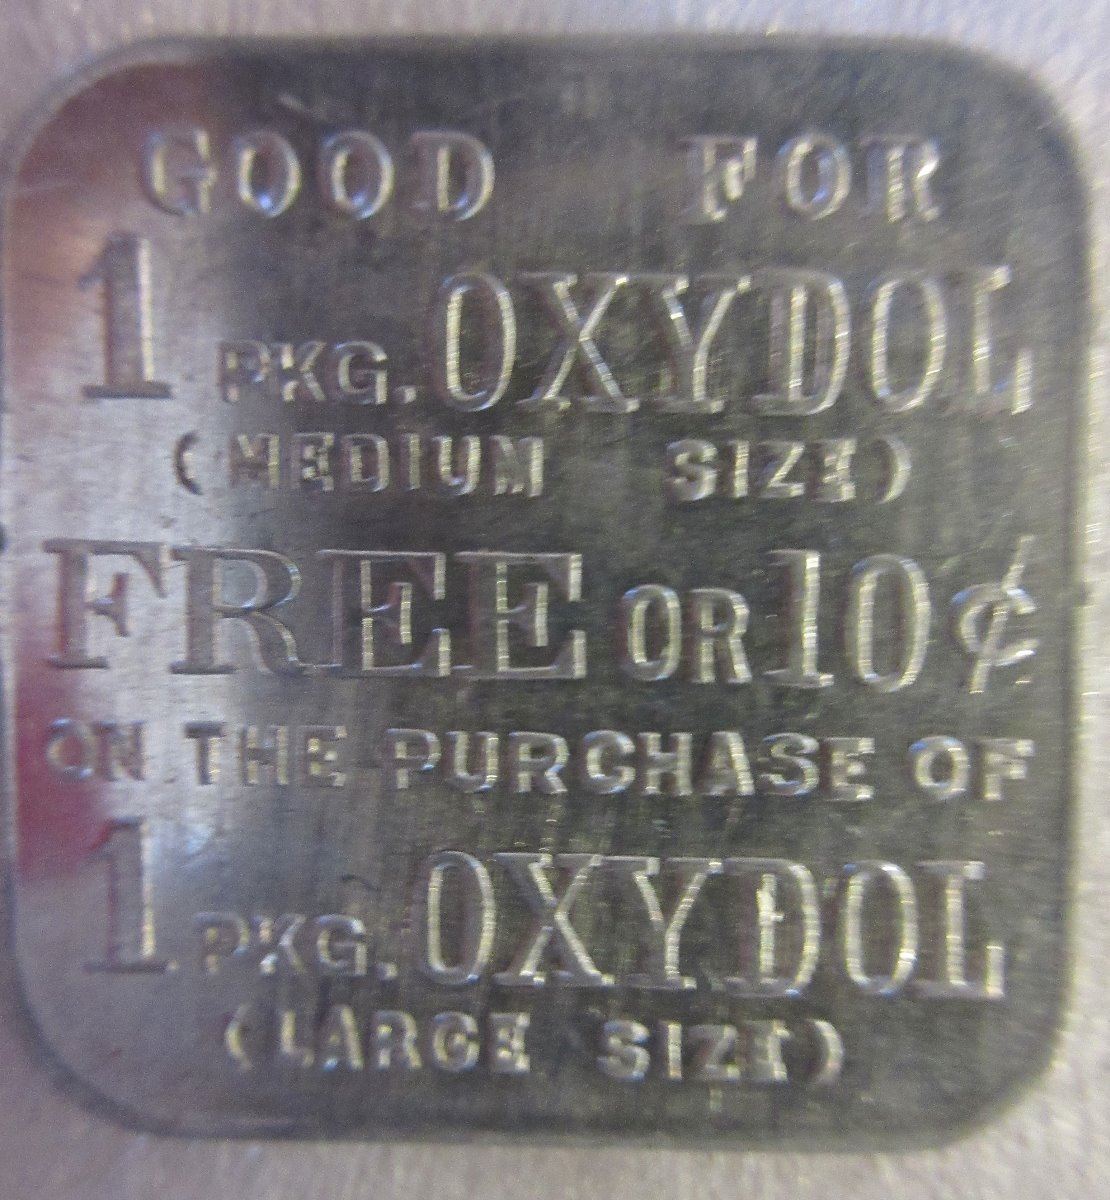 GOOD FOR
1 PKG. OXYDOL
(MEDIUM SIZE)
FREE OR 10¢
ON THE PURCHASE OF
1 PKG. OXYDOL
(LARGE SIZE)